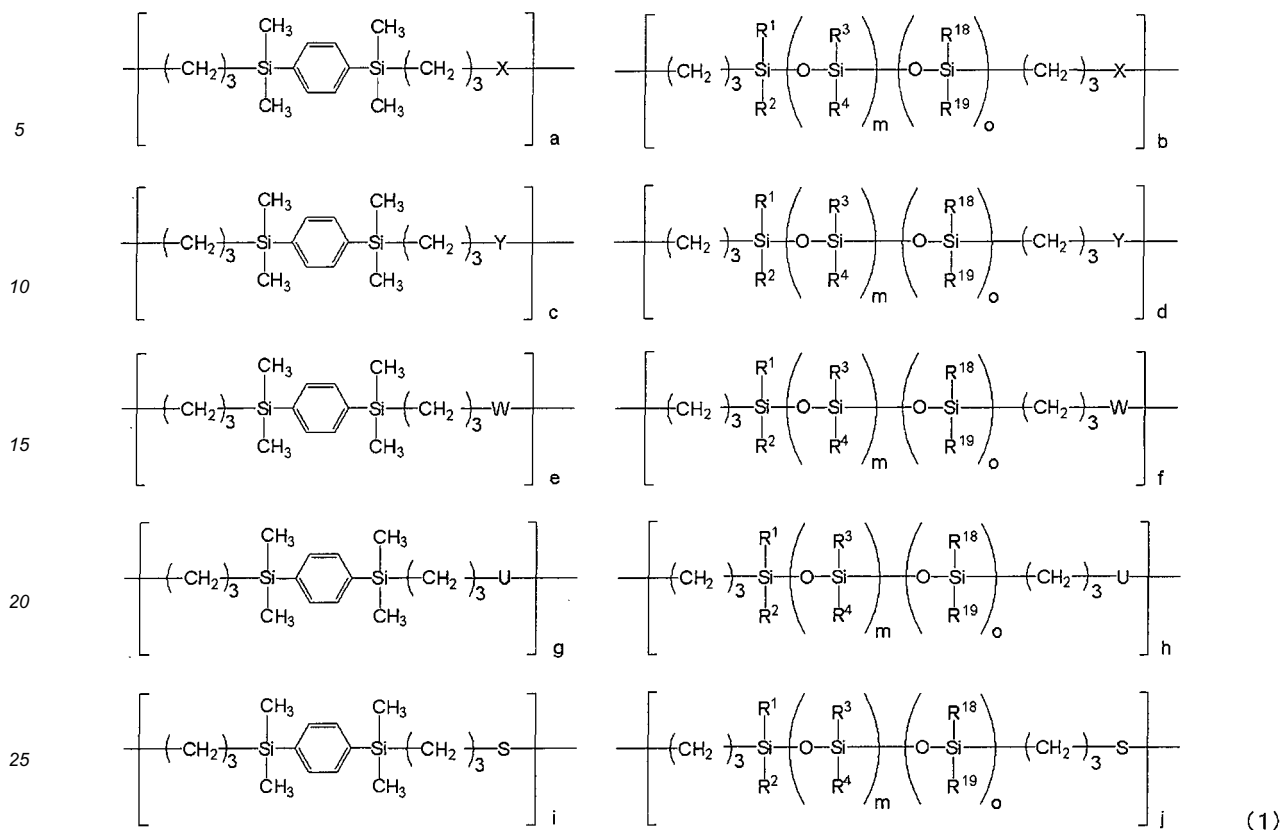 CH₃ CH₃ R¹ R³ R¹⁸
(CH₂)₃ Si Si (CH₂)₃ X (CH₂)₃ Si O Si O Si (CH₂)₃ X
CH₃ CH₃ R² R⁴ R¹⁹
5 a m o b
CH₃ CH₃ R¹ R³ R¹⁸
(CH₂)₃ Si Si (CH₂)₃ Y (CH₂)₃ Si O Si O Si (CH₂)₃ Y
CH₃ CH₃ R² R⁴ R¹⁹
10 c m o d
CH₃ CH₃ R¹ R³ R¹⁸
(CH₂)₃ Si Si (CH₂)₃ W (CH₂)₃ Si O Si O Si (CH₂)₃ W
15 CH₃ CH₃ R² R⁴ R¹⁹
e m o f
CH₃ CH₃ R¹ R³ R¹⁸
(CH₂)₃ Si Si (CH₂)₃ U (CH₂)₃ Si O Si O Si (CH₂)₃ U
20 CH₃ CH₃ R² R⁴ R¹⁹
g m o h
CH₃ CH₃ R¹ R³ R¹⁸
(CH₂)₃ Si Si (CH₂)₃ S (CH₂)₃ Si O Si O Si (CH₂)₃ S
25 CH₃ CH₃ R² R⁴ R¹⁹
i m o j (1)